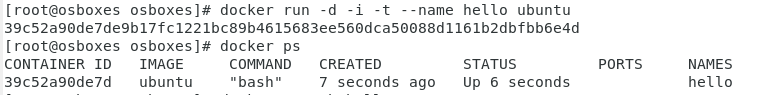 [root@osboxes osboxes]# docker run -d -i -t --name hello ubuntu
39c52a90de7de9b17fc1221bc89b4615683ee560dca50088d1161b2dbfbb6e4d
[root@osboxes osboxes]# docker ps
CONTAINER ID   IMAGE     COMMAND   CREATED         STATUS         PORTS     NAMES
39c52a90de7d   ubuntu    "bash"    7 seconds ago   Up 6 seconds             hello